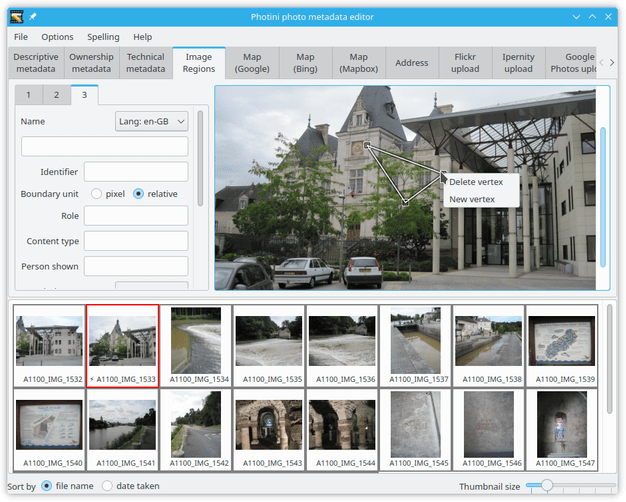 Photini photo metadata editor
File Options Spelling Help
Descriptive metadata
Ownership metadata
Technical metadata
Image Regions
Map (Google)
Map (Bing)
Map (Mapbox)
Address
Flickr upload
Ipernity upload
Google Photos uplo
1 2 3
Name
Lang: en-GB
Identifier
Boundary unit pixel relative
Role
Content type
Person shown
Delete vertex
New vertex
A1100_IMG_1532
⚡ A1100_IMG_1533
A1100_IMG_1534
A1100_IMG_1535
A1100_IMG_1536
A1100_IMG_1537
A1100_IMG_1538
A1100_IMG_1539
A1100_IMG_1540
A1100_IMG_1541
A1100_IMG_1542
A1100_IMG_1543
A1100_IMG_1544
A1100_IMG_1545
A1100_IMG_1546
A1100_IMG_1547
Sort by file name date taken
Thumbnail size